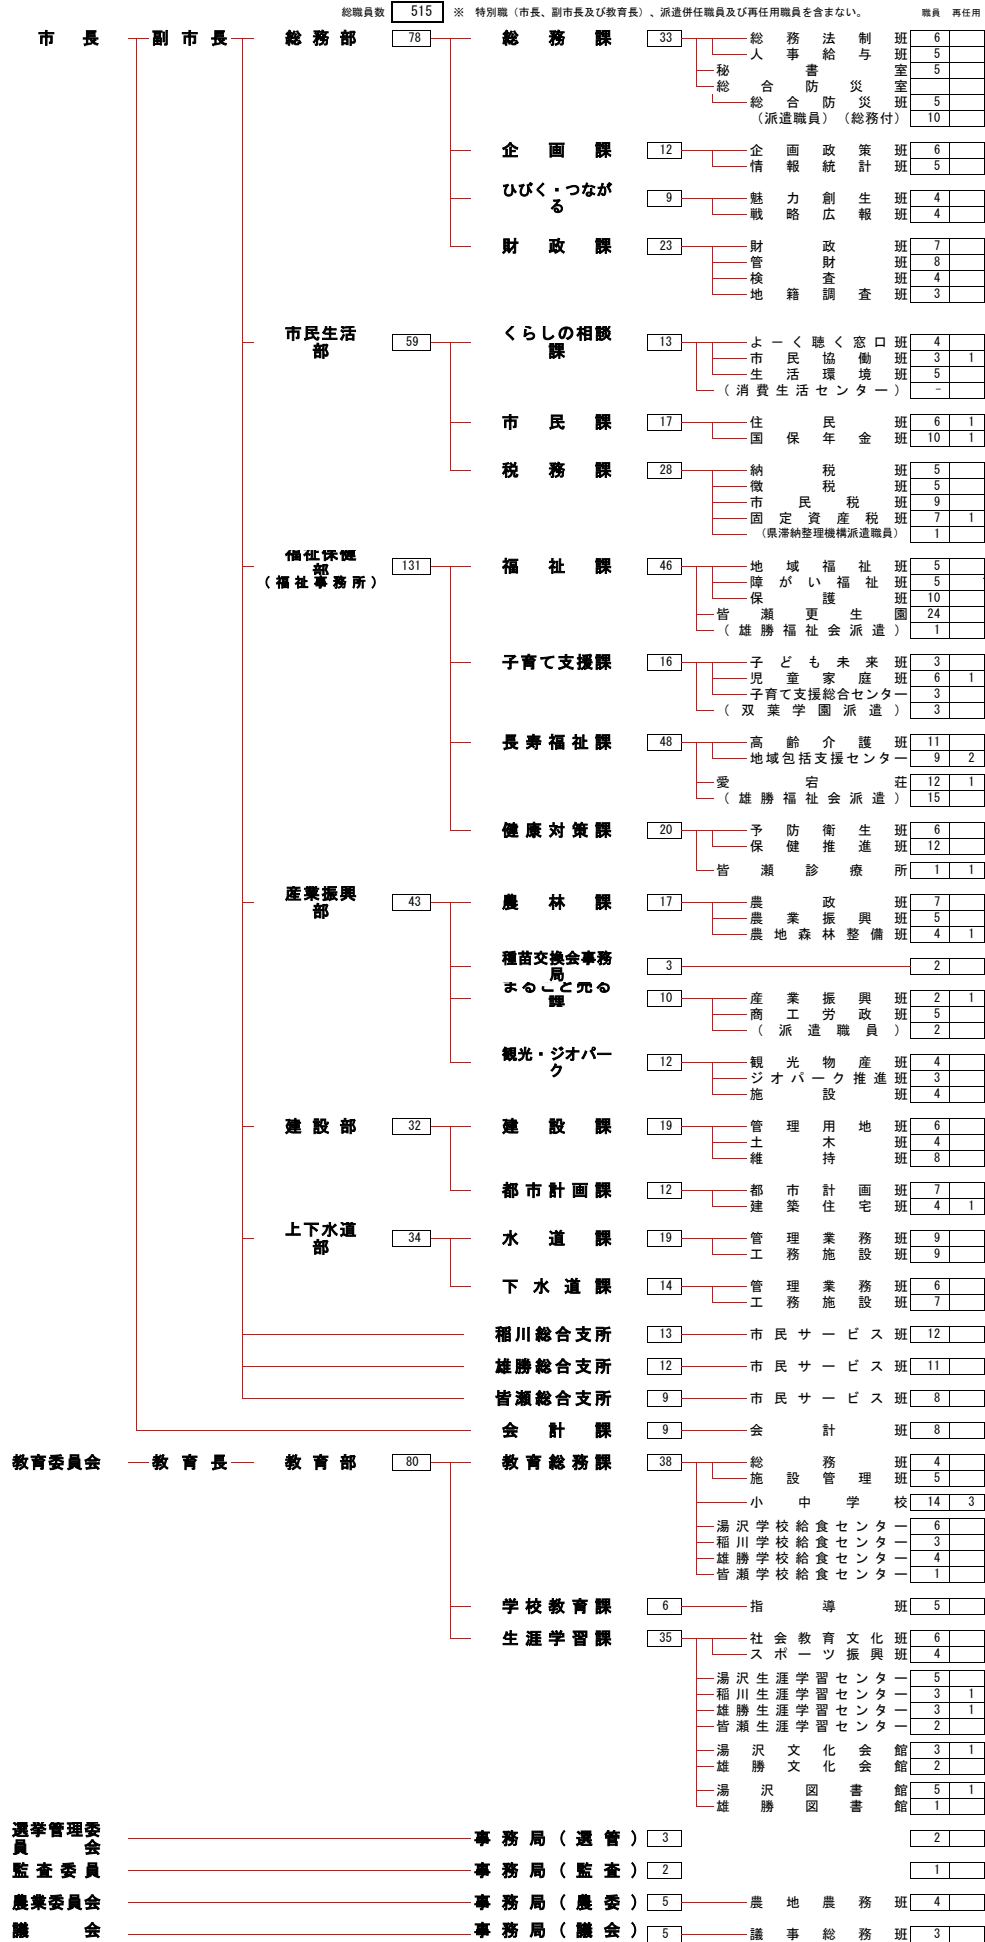 総職員数 515 ※ 特別職（市長、副市長及び教育長）、派遣併任職員及び再任用職員を含まない。 職員 再任用
市長 副市長 総務部 78 総務課 33 総務法制班 6
人事給与班 5
秘書室 5
総合防災室
総合防災班 5
（派遣職員）（総務付） 10
企画課 12 企画政策班 6
情報統計班 5
ひびく・つなが
る 9 魅力創生班 4
戦略広報班 4
財政課 23 財政班 7
管財班 8
検査班 4
地籍調査班 3
市民生活
部 59 くらしの相談
課 13 よーく聴く窓口班 4
市民協働班 3 1
生活環境班 5
（消費生活センター） -
市民課 17 住民班 6 1
国保年金班 10 1
税務課 28 納税班 5
徴税班 5
市民税班 9
固定資産税班 7 1
（県滞納整理機構派遣職員） 1
福祉保健
部
（福祉事務所） 131 福祉課 46 地域福祉班 5
障がい福祉班 5
保護班 10
皆瀬更生園 24
（雄勝福祉会派遣） 1
子育て支援課 16 子ども未来班 3
児童家庭班 6 1
子育て支援総合センター 3
（双葉学園派遣） 3
長寿福祉課 48 高齢介護班 11
地域包括支援センター 9 2
愛宕荘 12 1
（雄勝福祉会派遣） 15
健康対策課 20 予防衛生班 6
保健推進班 12
皆瀬診療所 1 1
産業振興
部 43 農林課 17 農政班 7
農業振興班 5
農地森林整備班 4 1
種苗交換会事務
局 3 2
まるごと売る
課 10 産業振興班 2 1
商工労政班 5
（派遣職員） 2
観光・ジオパー
ク 12 観光物産班 4
ジオパーク推進班 3
施設班 4
建設部 32 建設課 19 管理用地班 6
土木班 4
維持班 8
都市計画課 12 都市計画班 7
建築住宅班 4 1
上下水道
部 34 水道課 19 管理業務班 9
工務施設班 9
下水道課 14 管理業務班 6
工務施設班 7
稲川総合支所 13 市民サービス班 12
雄勝総合支所 12 市民サービス班 11
皆瀬総合支所 9 市民サービス班 8
会計課 9 会計班 8
教育委員会 教育長 教育部 80 教育総務課 38 総務班 4
施設管理班 5
小中学校 14 3
湯沢学校給食センター 6
稲川学校給食センター 3
雄勝学校給食センター 4
皆瀬学校給食センター 1
学校教育課 6 指導班 5
生涯学習課 35 社会教育文化班 6
スポーツ振興班 4
湯沢生涯学習センター 5
稲川生涯学習センター 3 1
雄勝生涯学習センター 3 1
皆瀬生涯学習センター 2
湯沢文化会館 3 1
雄勝文化会館 2
湯沢図書館 5 1
雄勝図書館 1
選挙管理委
員会 事務局（選管） 3 2
監査委員 事務局（監査） 2 1
農業委員会 事務局（農委） 5 農地農務班 4
議会 事務局（議会） 5 議事総務班 3